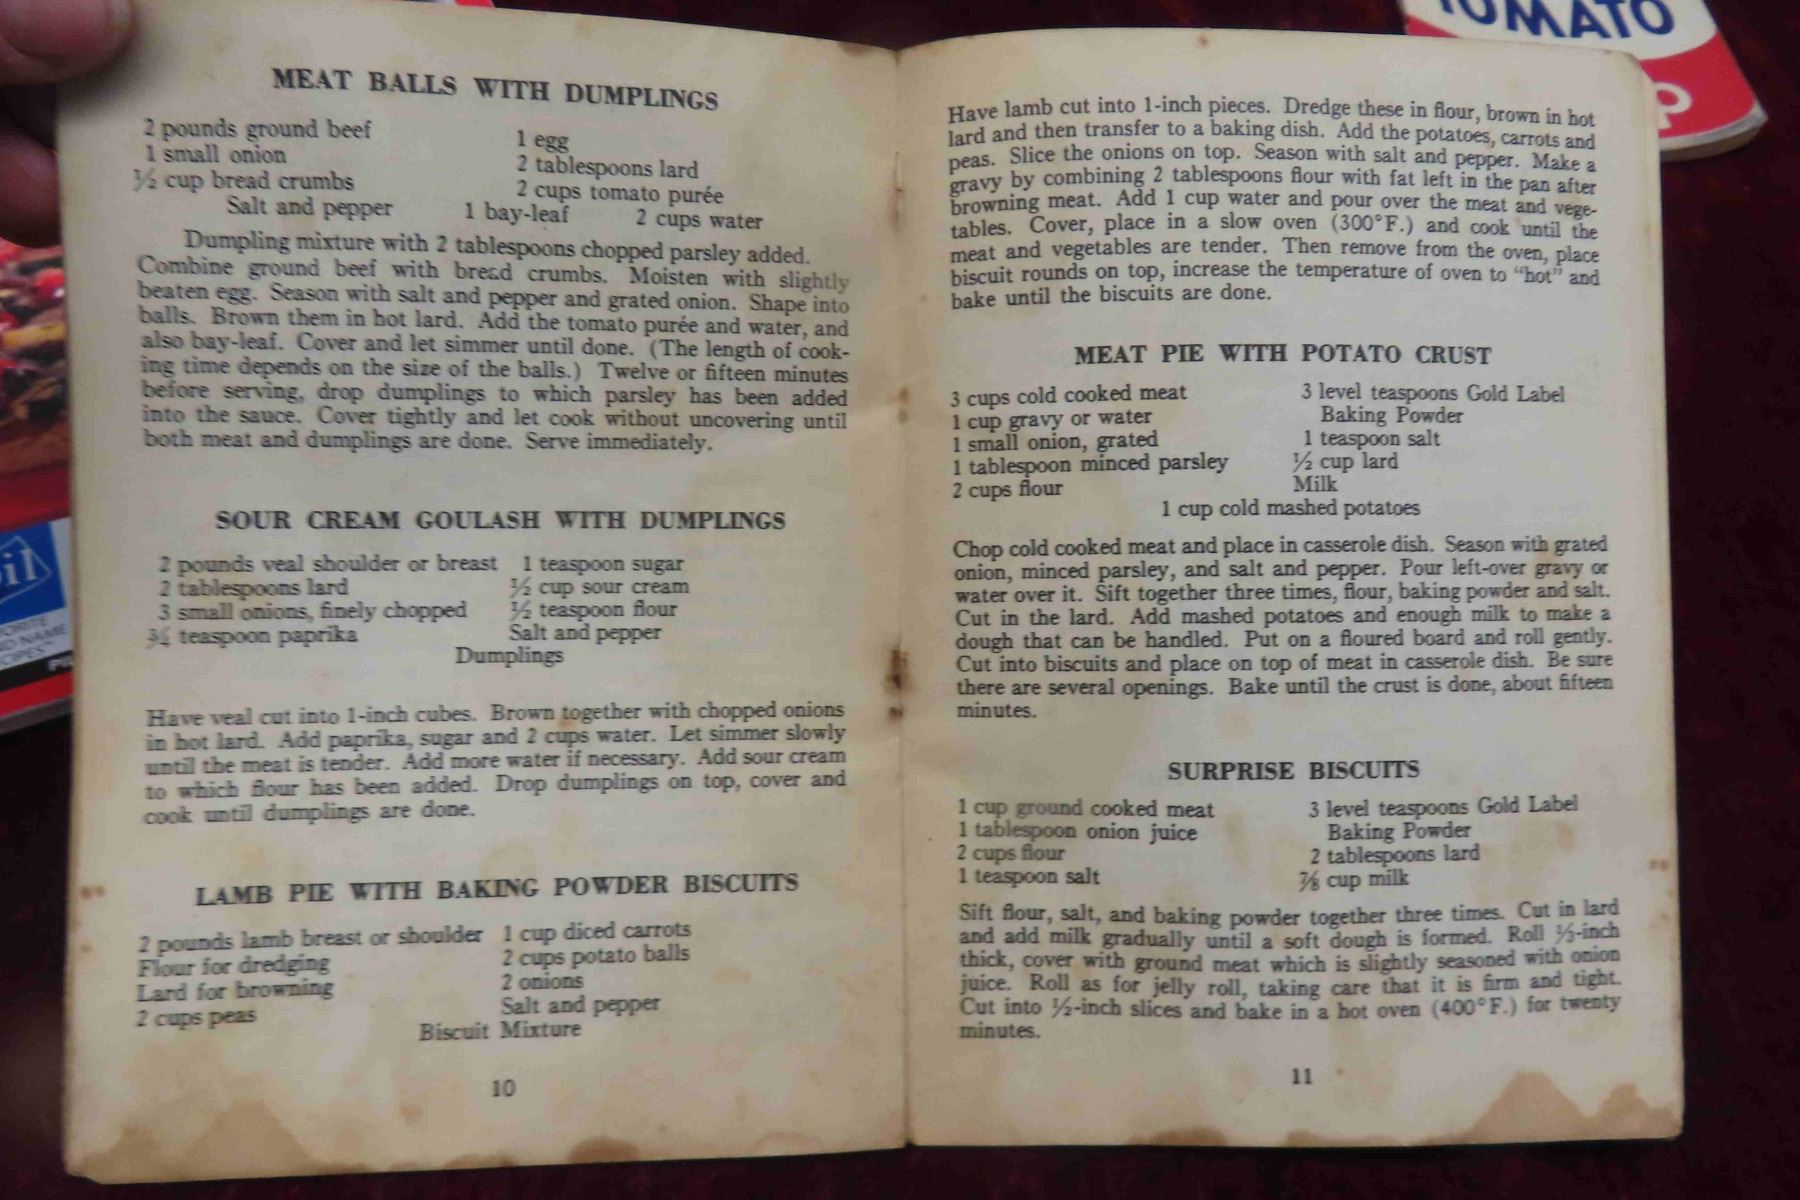 MEAT BALLS WITH DUMPLINGS
2 pounds ground beef
1 small onion
½ cup bread crumbs
1 egg
2 tablespoons lard
2 cups tomato purée
Salt and pepper 1 bay-leaf 2 cups water
Dumpling mixture with 2 tablespoons chopped parsley added.
Combine ground beef with bread crumbs. Moisten with slightly
beaten egg. Season with salt and pepper and grated onion. Shape into
balls. Brown them in hot lard. Add the tomato purée and water, and
also bay-leaf. Cover and let simmer until done. (The length of cook-
ing time depends on the size of the balls.) Twelve or fifteen minutes
before serving, drop dumplings to which parsley has been added
into the sauce. Cover tightly and let cook without uncovering until
both meat and dumplings are done. Serve immediately.
SOUR CREAM GOULASH WITH DUMPLINGS
2 pounds veal shoulder or breast
2 tablespoons lard
3 small onions, finely chopped
¾ teaspoon paprika
1 teaspoon sugar
½ cup sour cream
½ teaspoon flour
Salt and pepper
Dumplings
Have veal cut into 1-inch cubes. Brown together with chopped onions
in hot lard. Add paprika, sugar and 2 cups water. Let simmer slowly
until the meat is tender. Add more water if necessary. Add sour cream
to which flour has been added. Drop dumplings on top, cover and
cook until dumplings are done.
LAMB PIE WITH BAKING POWDER BISCUITS
2 pounds lamb breast or shoulder
Flour for dredging
Lard for browning
2 cups peas
1 cup diced carrots
2 cups potato balls
2 onions
Salt and pepper
Biscuit Mixture
10
Have lamb cut into 1-inch pieces. Dredge these in flour, brown in hot
lard and then transfer to a baking dish. Add the potatoes, carrots and
peas. Slice the onions on top. Season with salt and pepper. Make a
gravy by combining 2 tablespoons flour with fat left in the pan after
browning meat. Add 1 cup water and pour over the meat and vege-
tables. Cover, place in a slow oven (300°F.) and cook until the
meat and vegetables are tender. Then remove from the oven, place
biscuit rounds on top, increase the temperature of oven to "hot" and
bake until the biscuits are done.
MEAT PIE WITH POTATO CRUST
3 cups cold cooked meat
1 cup gravy or water
1 small onion, grated
1 tablespoon minced parsley
2 cups flour
3 level teaspoons Gold Label
Baking Powder
1 teaspoon salt
½ cup lard
Milk
1 cup cold mashed potatoes
Chop cold cooked meat and place in casserole dish. Season with grated
onion, minced parsley, and salt and pepper. Pour left-over gravy or
water over it. Sift together three times, flour, baking powder and salt.
Cut in the lard. Add mashed potatoes and enough milk to make a
dough that can be handled. Put on a floured board and roll gently.
Cut into biscuits and place on top of meat in casserole dish. Be sure
there are several openings. Bake until the crust is done, about fifteen
minutes.
SURPRISE BISCUITS
1 cup ground cooked meat
1 tablespoon onion juice
2 cups flour
1 teaspoon salt
3 level teaspoons Gold Label
Baking Powder
2 tablespoons lard
⅞ cup milk
Sift flour, salt, and baking powder together three times. Cut in lard
and add milk gradually until a soft dough is formed. Roll ⅓-inch
thick, cover with ground meat which is slightly seasoned with onion
juice. Roll as for jelly roll, taking care that it is firm and tight.
Cut into ½-inch slices and bake in a hot oven (400°F.) for twenty
minutes.
11
TOMATO